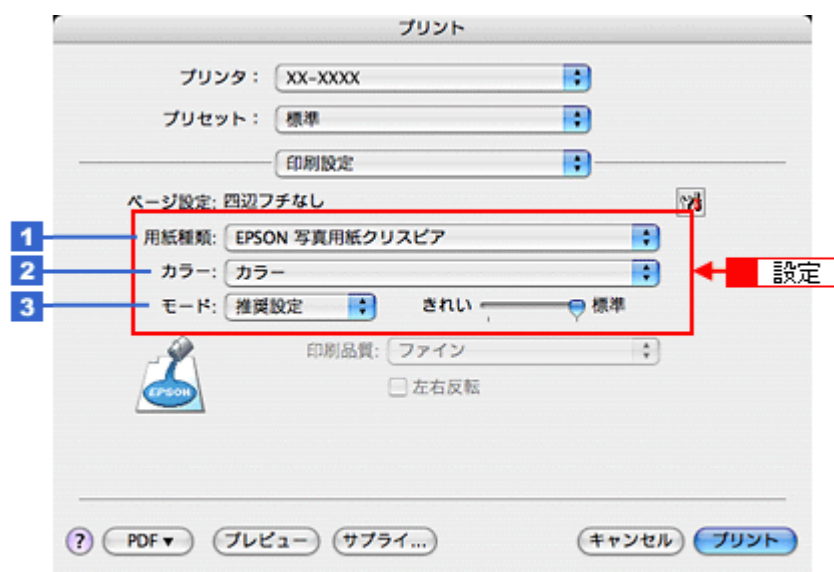 プリント
プリンタ： XX-XXXX
プリセット： 標準
印刷設定
ページ設定: 四辺フチなし
1 用紙種類: EPSON 写真用紙クリスピア
2 カラー: カラー
設定
3 モード: 推奨設定 きれい 標準
印刷品質: ファイン
EPSON
左右反転
? PDF▼ プレビュー サプライ... キャンセル プリント